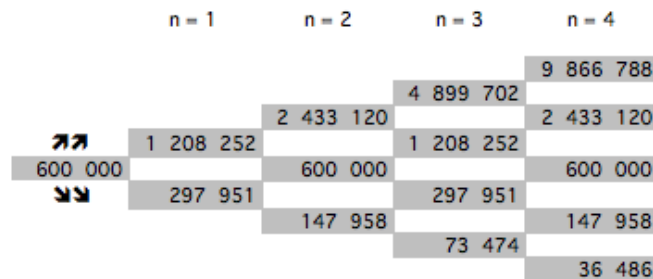 n = 1 n = 2 n = 3 n = 4
9 866 788
4 899 702
2 433 120 2 433 120
1 208 252 1 208 252
600 000 600 000 600 000
297 951 297 951
147 958 147 958
73 474
36 486